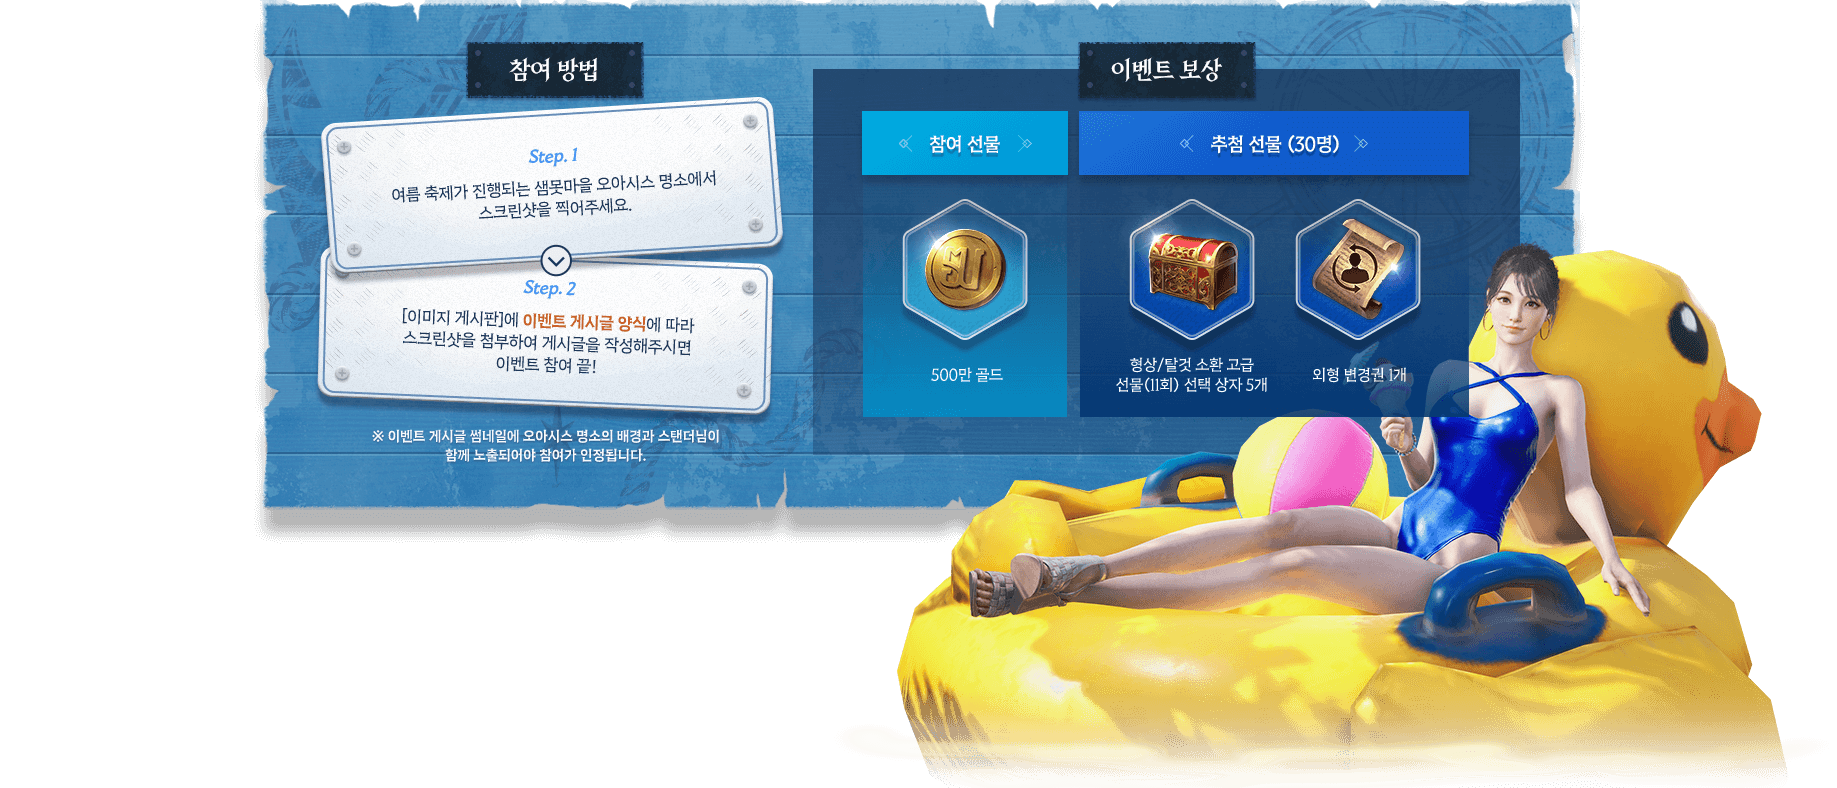 참여 방법
Step. 1
여름 축제가 진행되는 샘못마을 오아시스 명소에서
스크린샷을 찍어주세요.
Step. 2
[이미지 게시판]에 이벤트 게시글 양식에 따라
스크린샷을 첨부하여 게시글을 작성해주시면
이벤트 참여 끝!
※ 이벤트 게시글 썸네일에 오아시스 명소의 배경과 스탠더님이
함께 노출되어야 참여가 인정됩니다.
이벤트 보상
참여 선물
500만 골드
추첨 선물 (30명)
형상/탈것 소환 고급
선물(11회) 선택 상자 5개
외형 변경권 1개